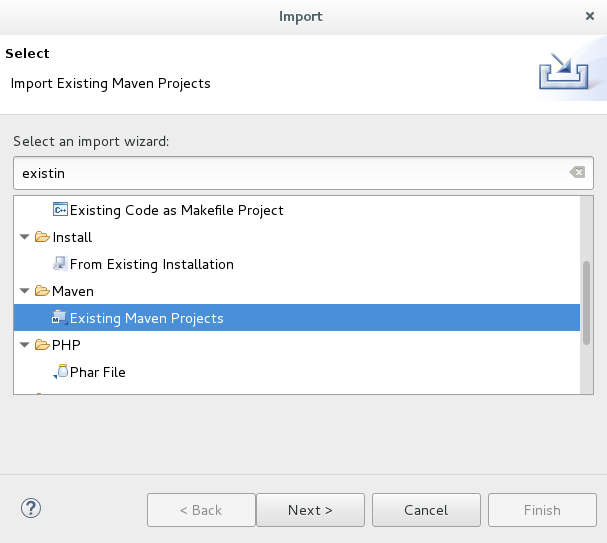 Import
Select
Import Existing Maven Projects
Select an import wizard:
existin
Existing Code as Makefile Project
Install
From Existing Installation
Maven
Existing Maven Projects
PHP
Phar File
< Back
Next >
Cancel
Finish